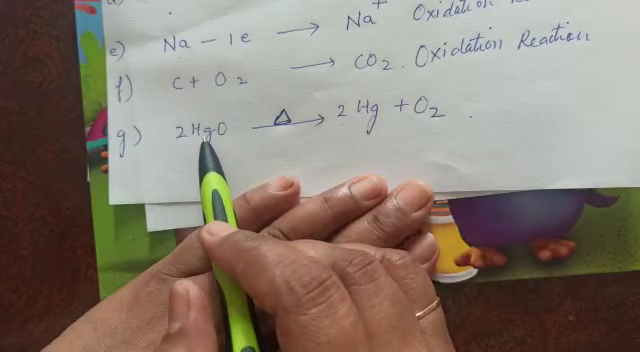 e) Na - 1e → Na⁺ Oxidation
f) C + O₂ → CO₂. Oxidation Reaction
g) 2HgO △→ 2Hg + O₂.